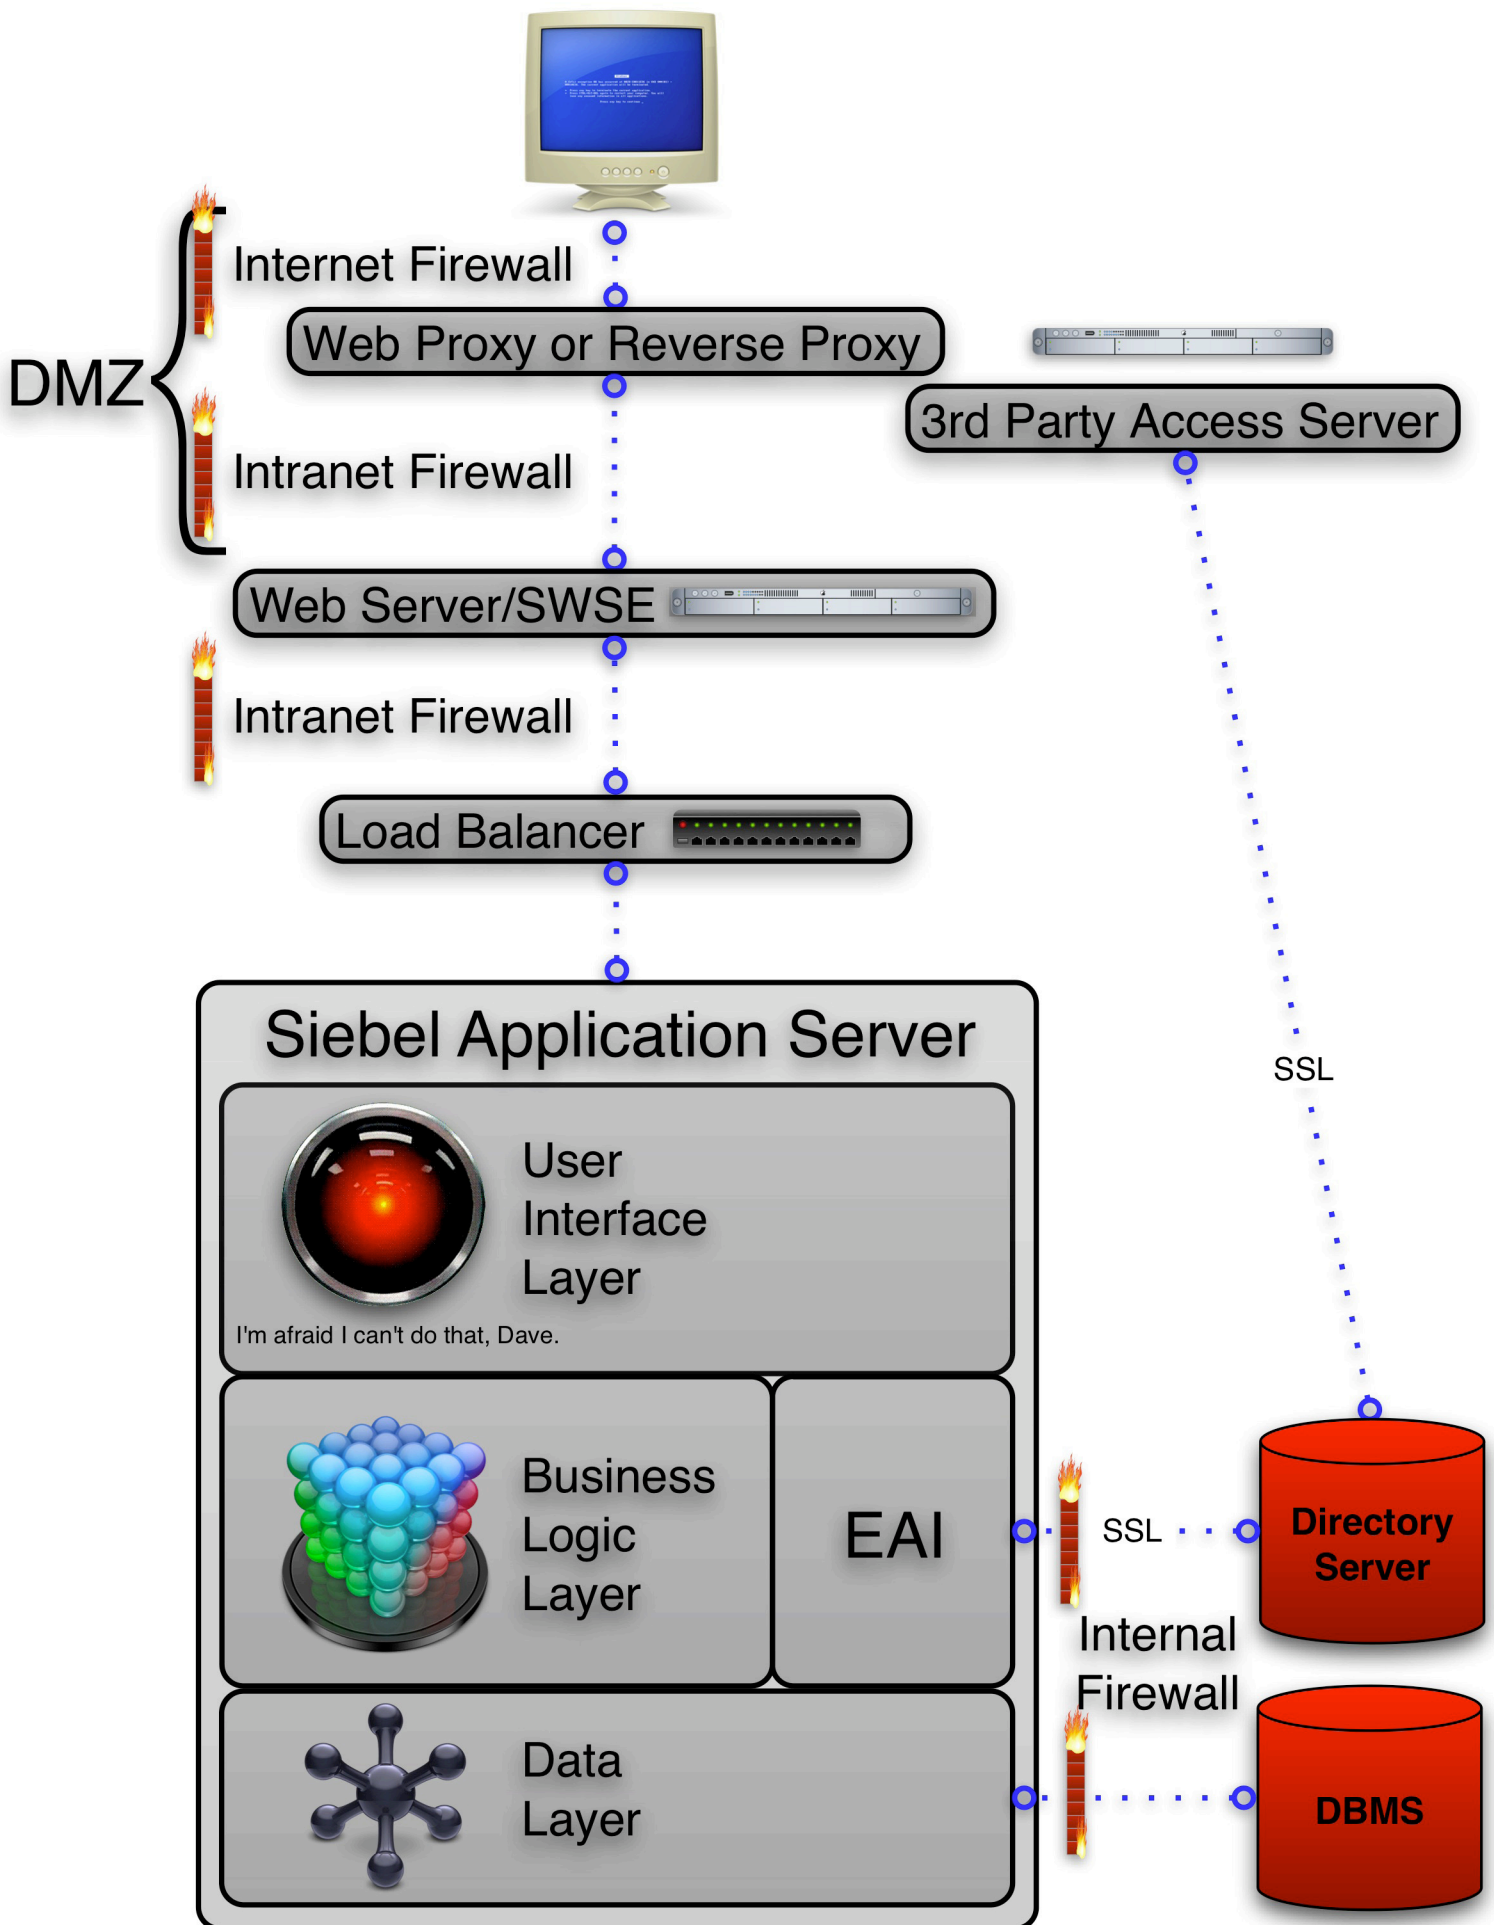 Internet Firewall
Web Proxy or Reverse Proxy
DMZ
3rd Party Access Server
Intranet Firewall
Web Server/SWSE
Intranet Firewall
Load Balancer
Siebel Application Server
SSL
User
Interface
Layer
I'm afraid I can't do that, Dave.
Business
Logic
Layer
EAI
SSL
Directory
Server
Internal
Firewall
Data
Layer
DBMS